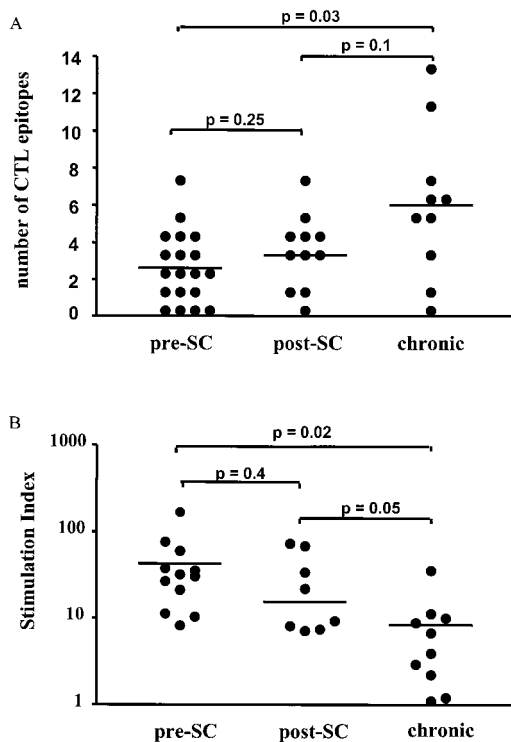 A
p = 0.03
p = 0.1
p = 0.25
number of CTL epitopes
14
12
10
8
6
4
2
0
pre-SC post-SC chronic
B
p = 0.02
p = 0.4
p = 0.05
Stimulation Index
1000
100
10
1
pre-SC post-SC chronic